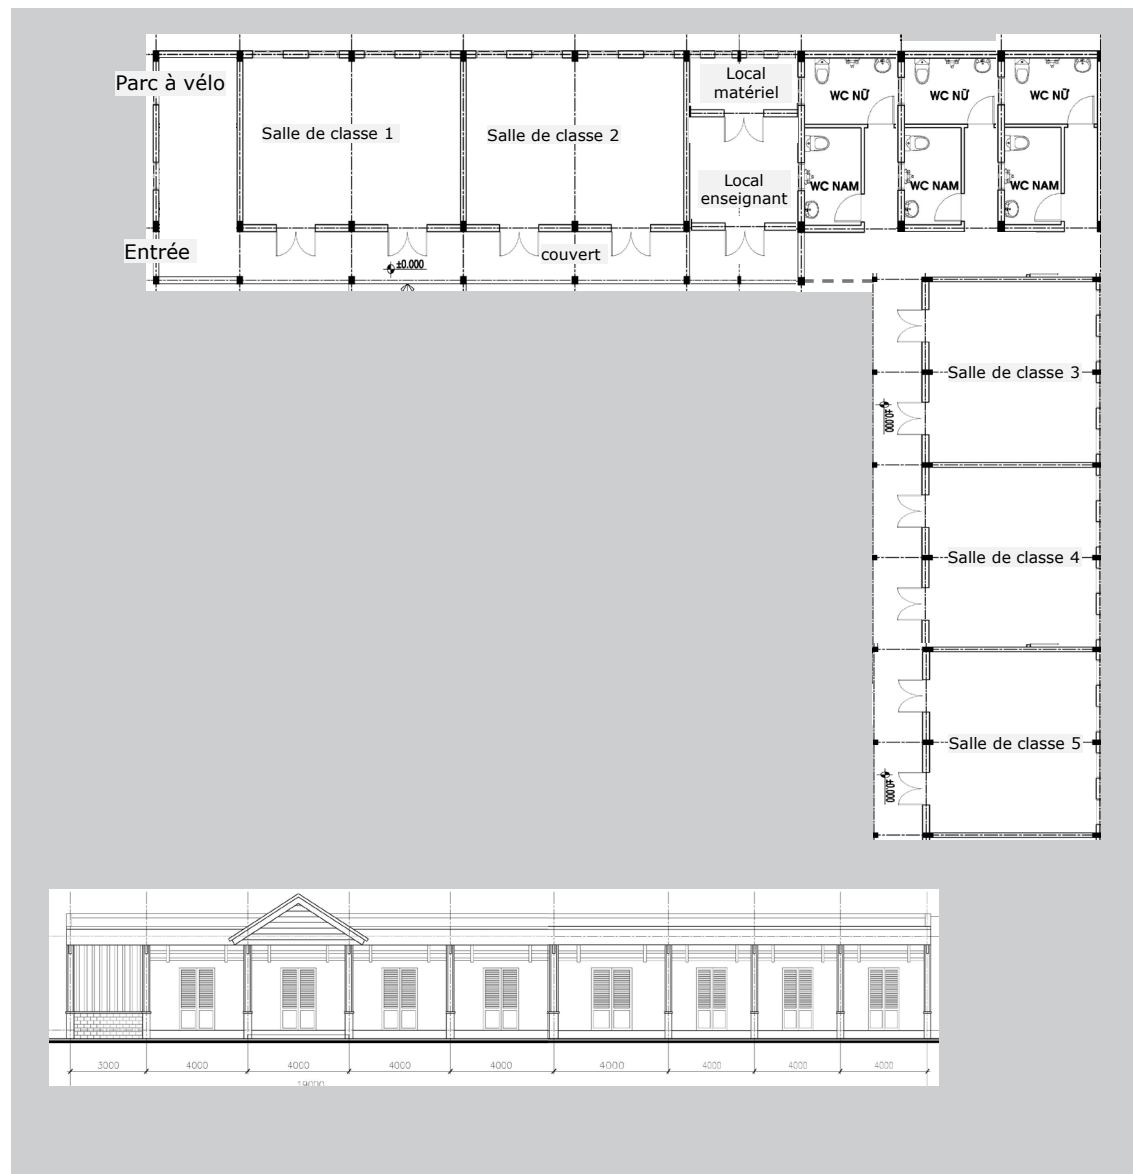 Parc à vélo
Salle de classe 1
Salle de classe 2
Local
matériel
WC NỮ
WC NỮ
WC NỮ
Local
enseignant
WC NAM
WC NAM
WC NAM
Entrée
couvert
±0.000
Salle de classe 3
±0.000
Salle de classe 4
Salle de classe 5
±0.000
3000
4000
4000
4000
4000
4000
4000
4000
4000
19000